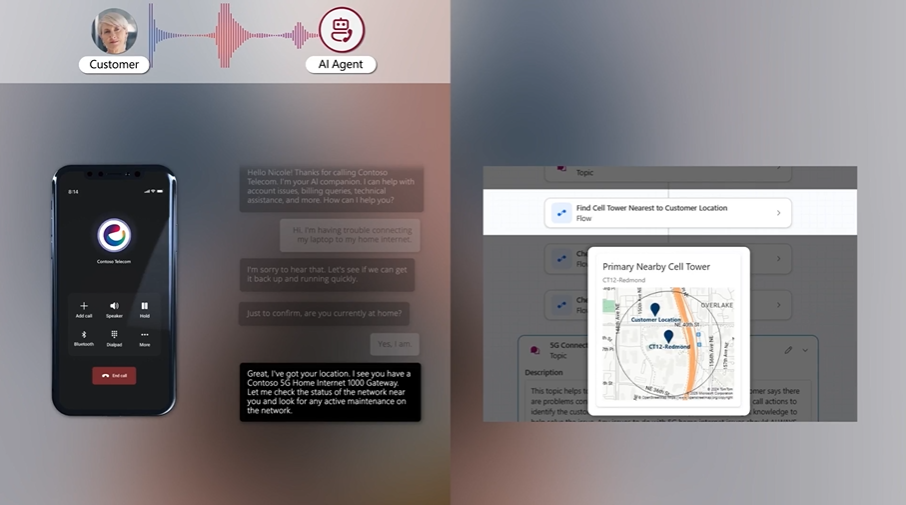 Customer
AI Agent
8:14
Contoso Telecom
Add call
Speaker
Hold
Bluetooth
Dialpad
More
End call
Hello Nicole! Thanks for calling Contoso
Telecom. I'm your AI companion. I can help with
account issues, billing queries, technical
assistance, and more. How can I help you?
Hi, I'm having trouble connecting
my laptop to my home internet.
I'm sorry to hear that. Let's see if we can get
it back up and running quickly.
Just to confirm, are you currently at home?
Yes, I am.
Great, I've got your location. I see you have a
Contoso 5G Home Internet 1000 Gateway.
Let me check the status of the network near
you and look for any active maintenance on
the network.
Topic
Find Cell Tower Nearest to Customer Location
Flow
Primary Nearby Cell Tower
CT12-Redmond
OVERLAKE
Customer Location
CT12-Redmond
156th Ave NE
5G Connect
Topic
Description
This topic helps t
are problems con
identify the custo
omer says there
call actions to
knowledge to